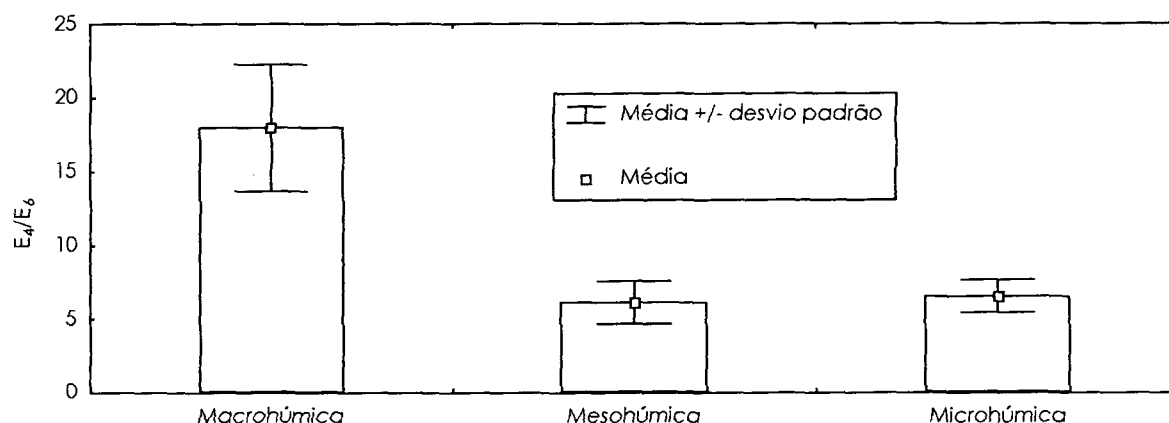 25
20
15
10
5
0
E₄/E₆
Média +/- desvio padrão
Média
Macrohúmica
Mesohúmica
Microhúmica